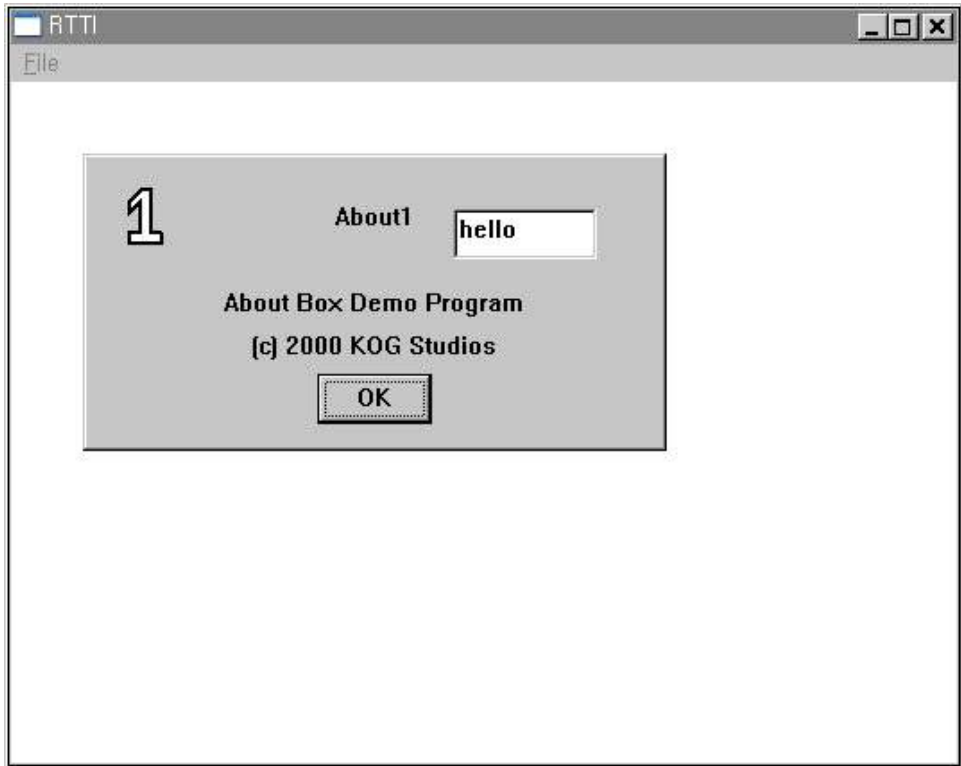 RTTI
File
1
About1
hello
About Box Demo Program
(c) 2000 KOG Studios
OK